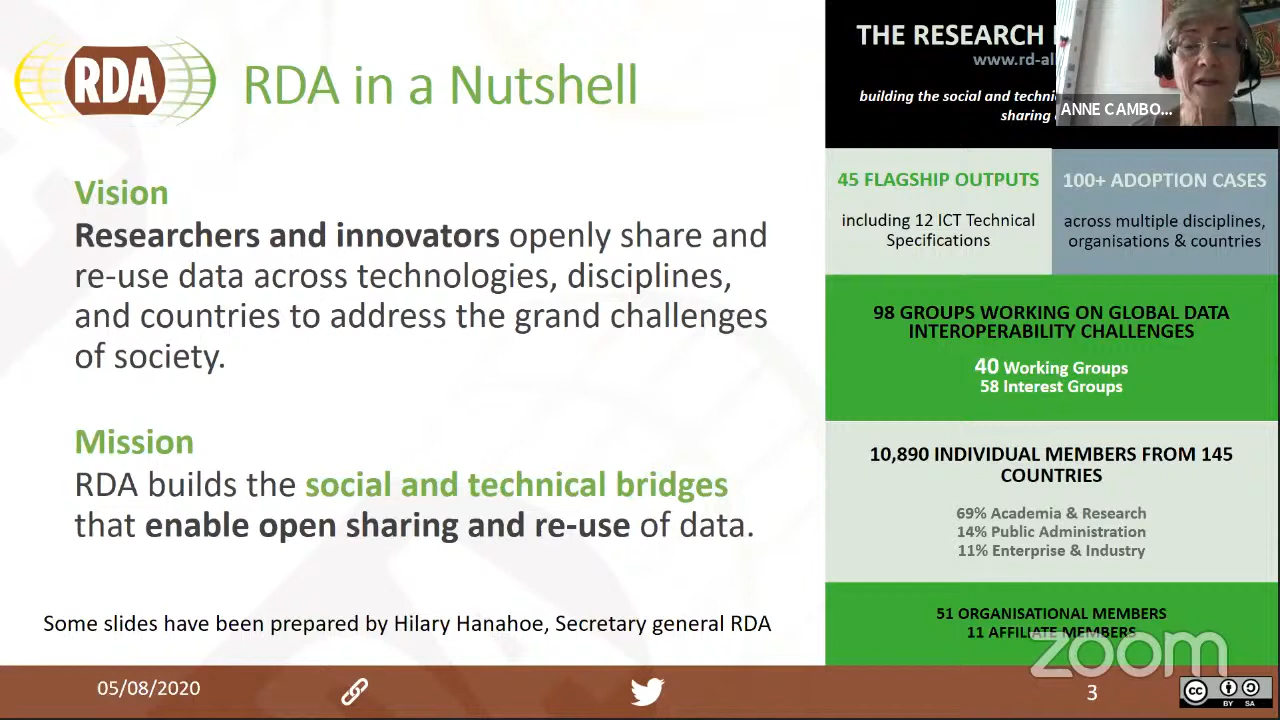 RDA
RDA in a Nutshell
Vision
Researchers and innovators openly share and
re-use data across technologies, disciplines,
and countries to address the grand challenges
of society.
Mission
RDA builds the social and technical bridges
that enable open sharing and re-use of data.
Some slides have been prepared by Hilary Hanahoe, Secretary general RDA
THE RESEARCH
www.rd-al
building the social and techni
sharing
ANNE CAMBO...
45 FLAGSHIP OUTPUTS
including 12 ICT Technical
Specifications
100+ ADOPTION CASES
across multiple disciplines,
organisations & countries
98 GROUPS WORKING ON GLOBAL DATA
INTEROPERABILITY CHALLENGES
40 Working Groups
58 Interest Groups
10,890 INDIVIDUAL MEMBERS FROM 145
COUNTRIES
69% Academia & Research
14% Public Administration
11% Enterprise & Industry
51 ORGANISATIONAL MEMBERS
11 AFFILIATE MEMBERS
zoom
05/08/2020
3
cc
BY SA